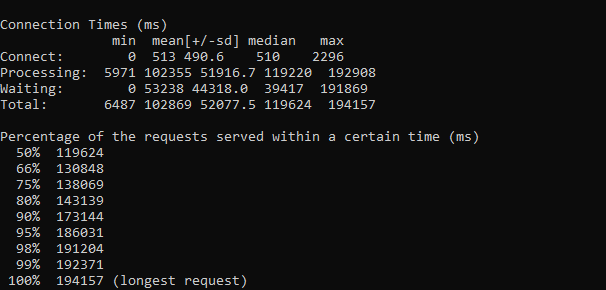 Connection Times (ms)
              min  mean[+/-sd] median   max
Connect:        0  513 490.6    510    2296
Processing:  5971 102355 51916.7 119220  192908
Waiting:        0 53238 44318.0  39417  191869
Total:       6487 102869 52077.5 119624  194157

Percentage of the requests served within a certain time (ms)
  50%  119624
  66%  130848
  75%  138069
  80%  143139
  90%  173144
  95%  186031
  98%  191204
  99%  192371
 100%  194157 (longest request)